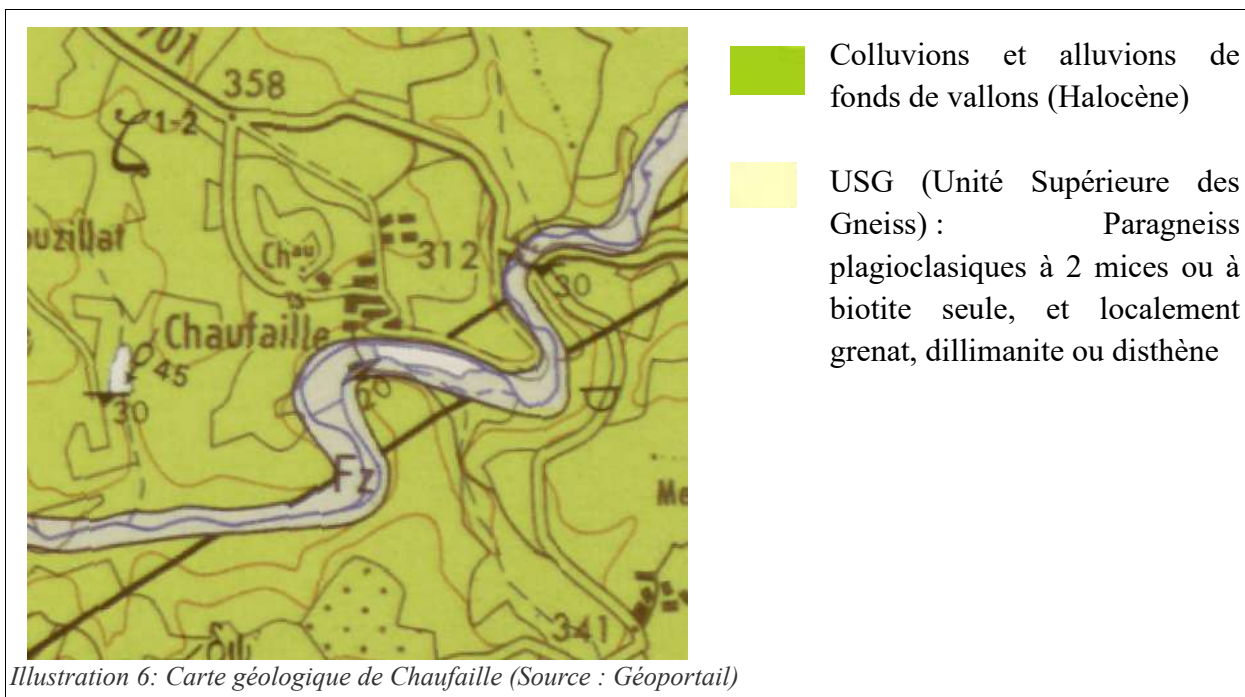 701
358
1-2
ouzillat
Chau
312
30
Chaufaille
45
30
20
Fz
Me
341
Colluvions et alluvions de
fonds de vallons (Halocène)
USG (Unité Supérieure des
Gneiss) : Paragneiss
plagioclasiques à 2 mices ou à
biotite seule, et localement
grenat, dillimanite ou disthène
Illustration 6: Carte géologique de Chaufaille (Source : Géoportail)